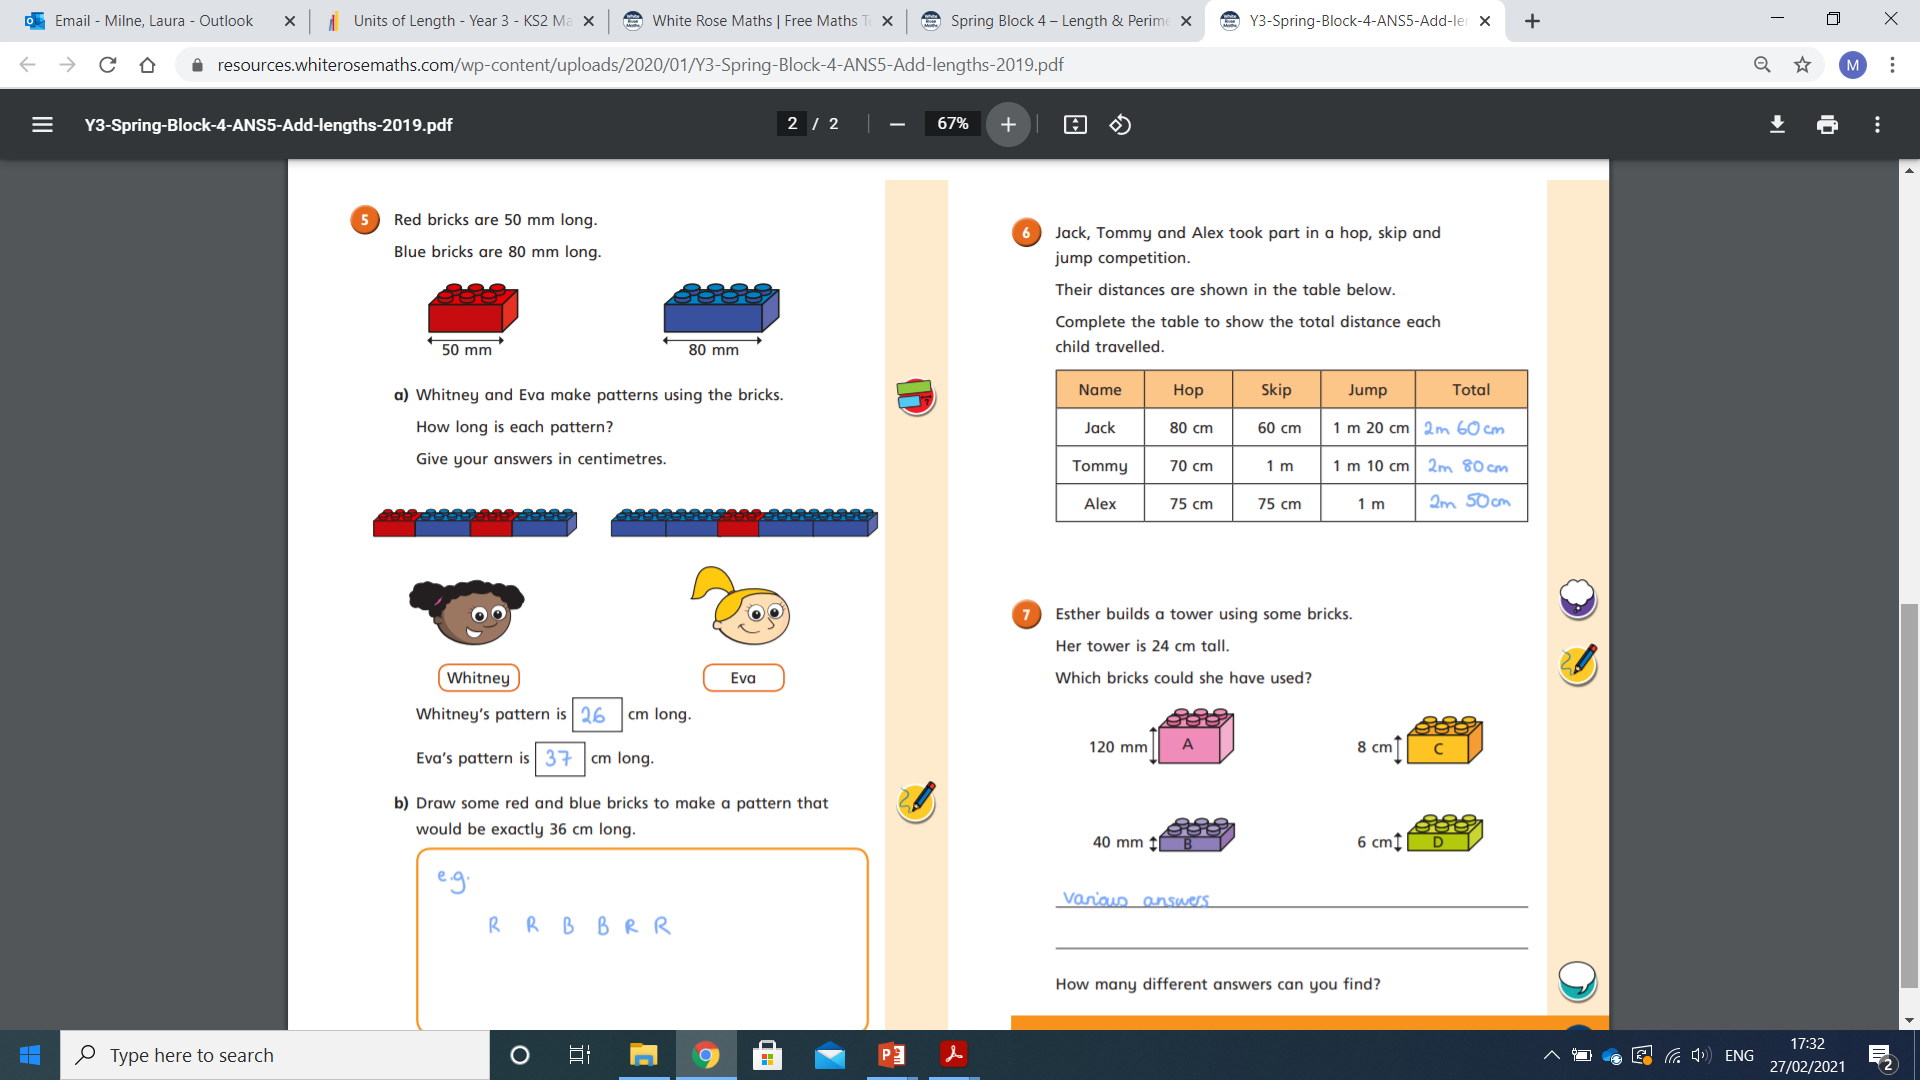 Email - Milne, Laura - Outlook
Units of Length - Year 3 - KS2 Ma
White Rose Maths | Free Maths Te
Spring Block 4 – Length & Perime
Y3-Spring-Block-4-ANS5-Add-len
resources.whiterosemaths.com/wp-content/uploads/2020/01/Y3-Spring-Block-4-ANS5-Add-lengths-2019.pdf
M
Y3-Spring-Block-4-ANS5-Add-lengths-2019.pdf
2 / 2
67%
5 Red bricks are 50 mm long.
Blue bricks are 80 mm long.
50 mm
80 mm
a) Whitney and Eva make patterns using the bricks.
How long is each pattern?
Give your answers in centimetres.
Whitney
Eva
Whitney's pattern is 26 cm long.
Eva's pattern is 37 cm long.
b) Draw some red and blue bricks to make a pattern that
would be exactly 36 cm long.
e.g.
R R B B R R
6 Jack, Tommy and Alex took part in a hop, skip and
jump competition.
Their distances are shown in the table below.
Complete the table to show the total distance each
child travelled.
Name Hop Skip Jump Total
Jack 80 cm 60 cm 1 m 20 cm 2m 60cm
Tommy 70 cm 1 m 1 m 10 cm 2m 80cm
Alex 75 cm 75 cm 1 m 2m 50cm
7 Esther builds a tower using some bricks.
Her tower is 24 cm tall.
Which bricks could she have used?
120 mm A
8 cm C
40 mm B
6 cm D
Various answers
How many different answers can you find?
Type here to search
ENG
17:32
27/02/2021
2